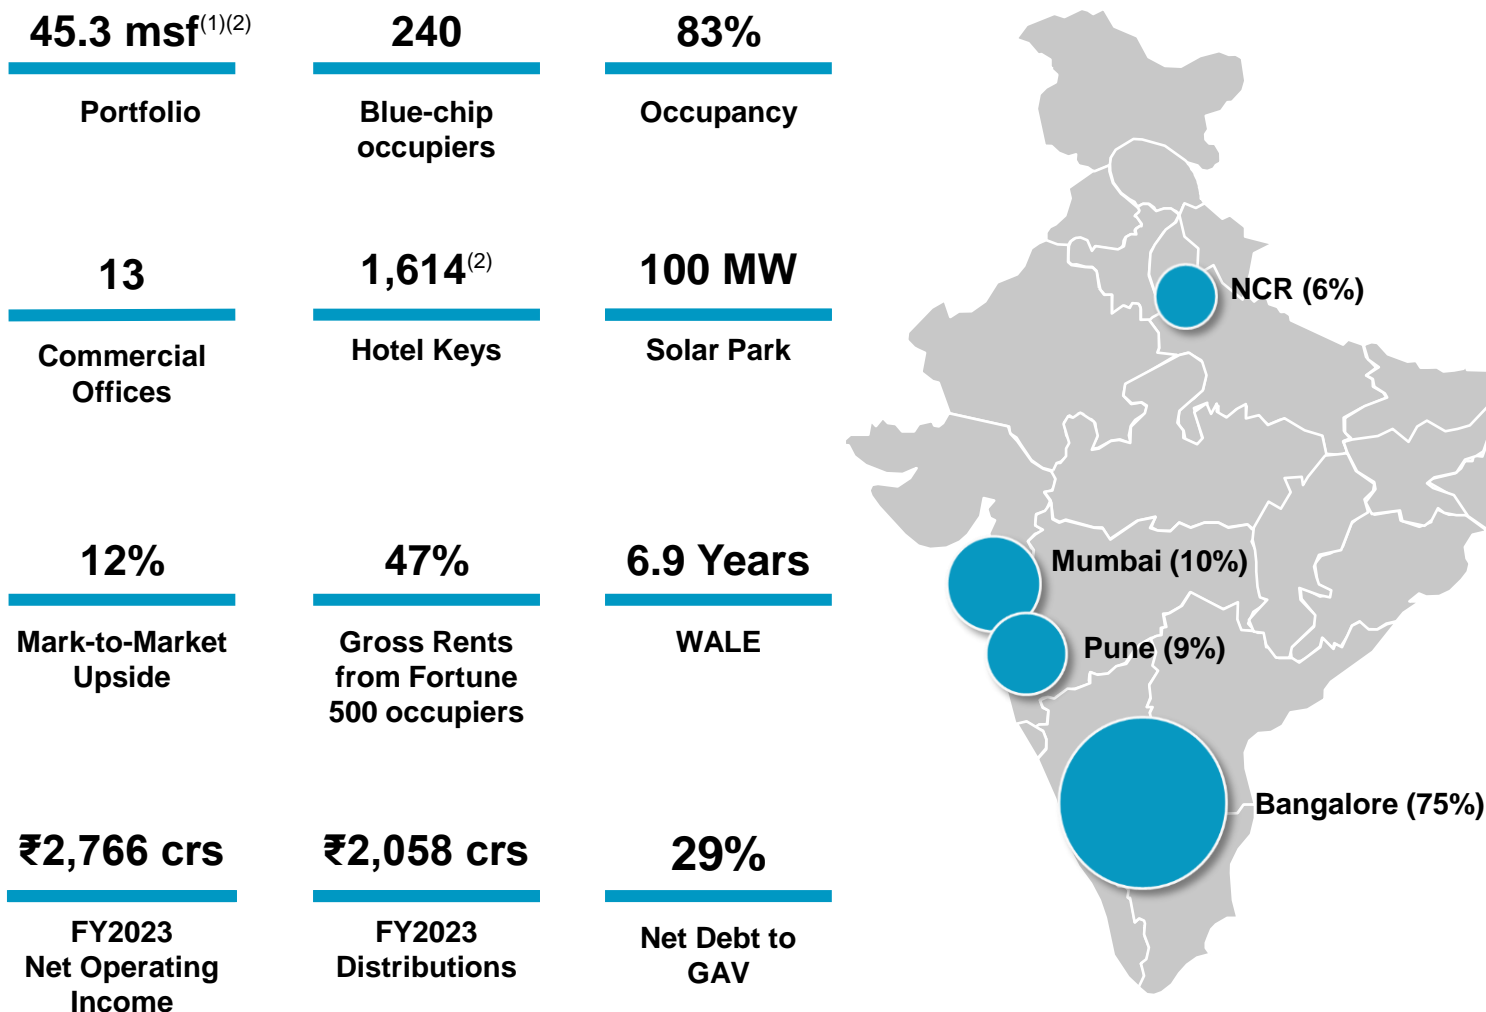 45.3 msf(1)(2)
Portfolio
240
Blue-chip
occupiers
83%
Occupancy
13
Commercial
Offices
1,614(2)
Hotel Keys
100 MW
Solar Park
12%
Mark-to-Market
Upside
47%
Gross Rents
from Fortune
500 occupiers
6.9 Years
WALE
₹2,766 crs
FY2023
Net Operating
Income
₹2,058 crs
FY2023
Distributions
29%
Net Debt to
GAV
NCR (6%)
Mumbai (10%)
Pune (9%)
Bangalore (75%)